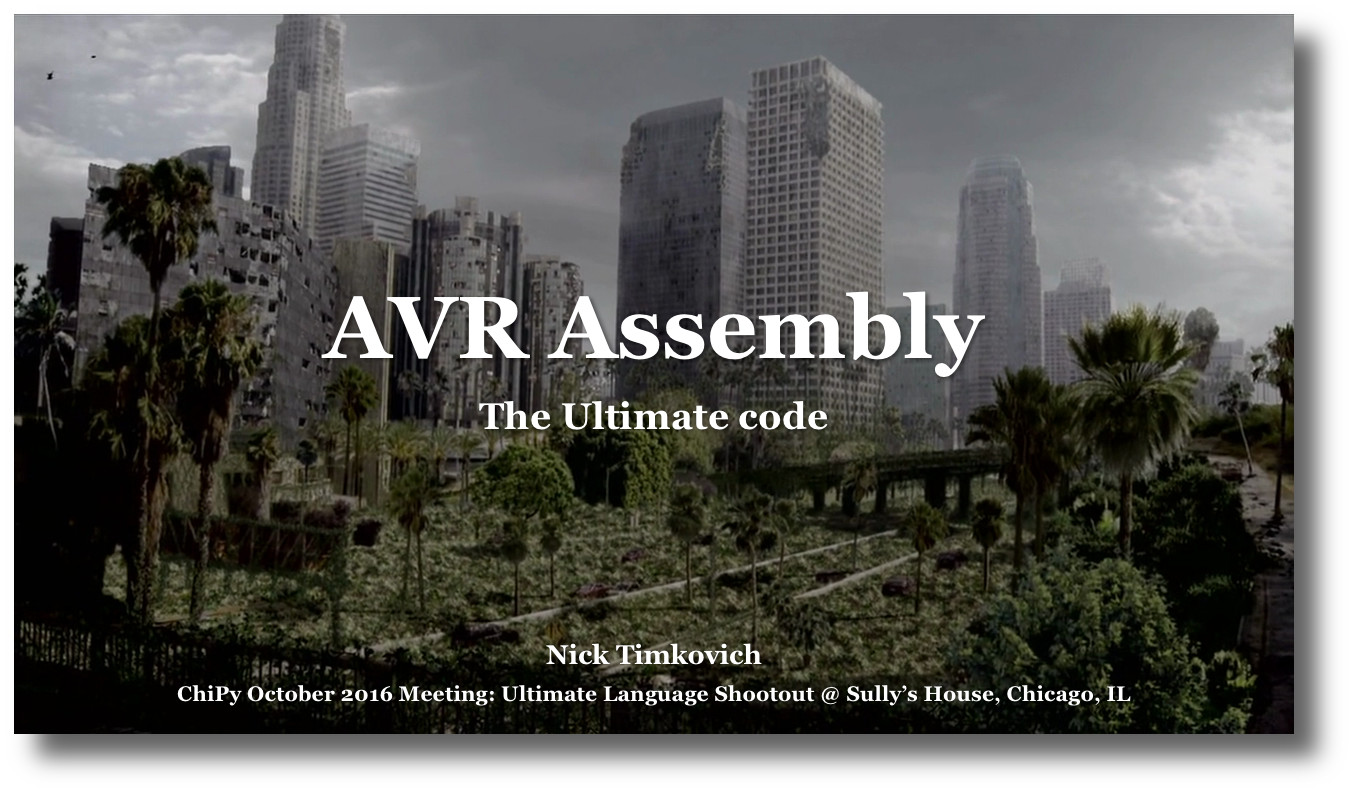 AVR Assembly
The Ultimate code
Nick Timkovich
ChiPy October 2016 Meeting: Ultimate Language Shootout @ Sully’s House, Chicago, IL